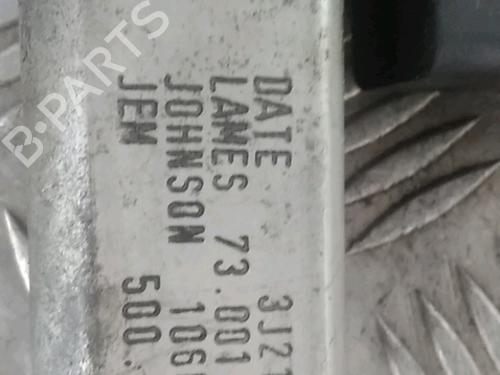 B-PARTS
DATE 3J21
LAMES 73.001
JOHNSON 106
JEM 500.